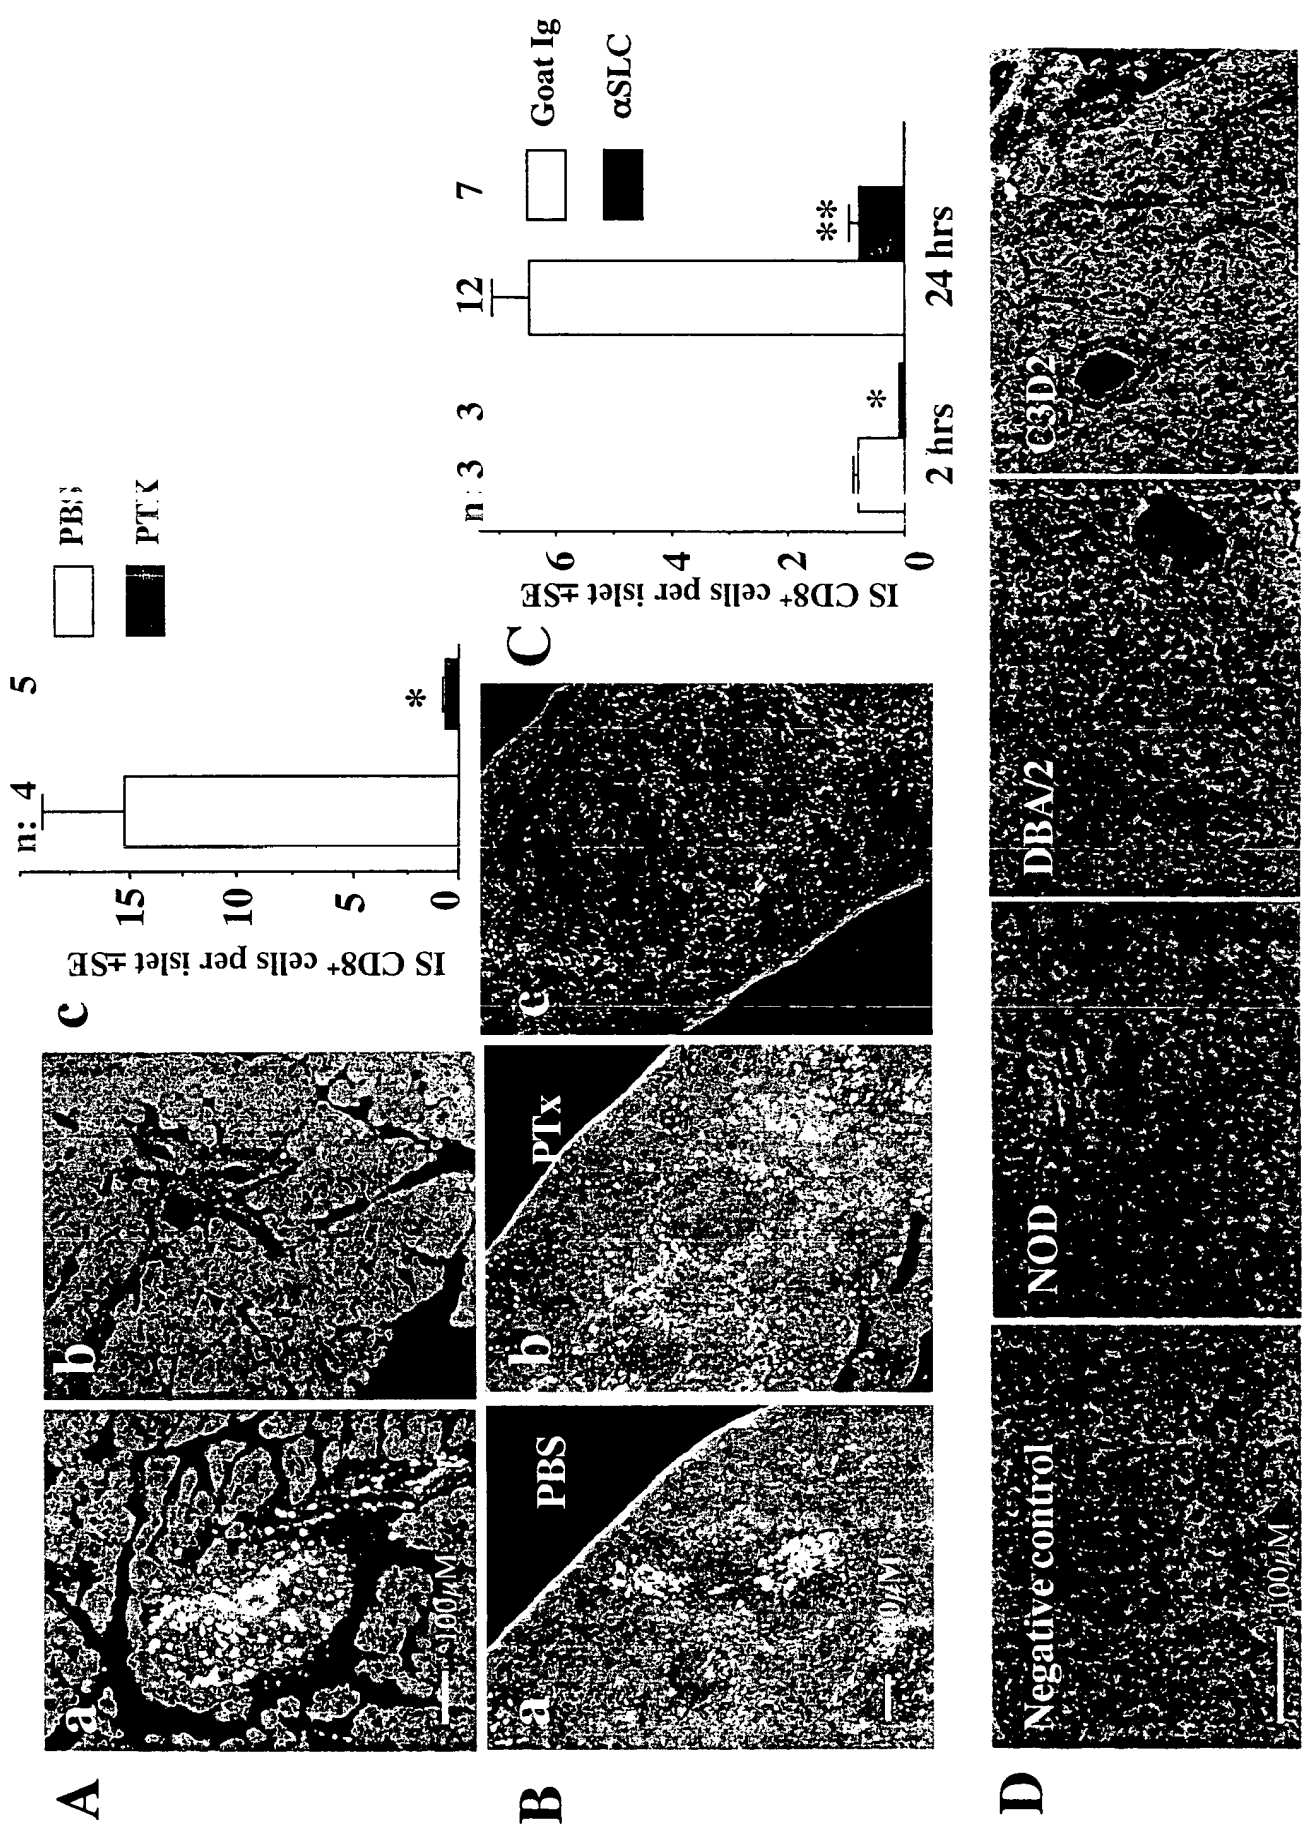 A
a
100μM
b
c
IS CD8+ cells per islet ±SE
15
10
5
0
n: 4
5
*
PBS
PTX
B
a
PBS
b
PTx
c
C
IS CD8+ cells per islet ±SE
6
4
2
0
n: 3
3
12
7
*
**
2 hrs
24 hrs
Goat Ig
αSLC
D
Negative control
100μM
NOD
DBA/2
C3D2